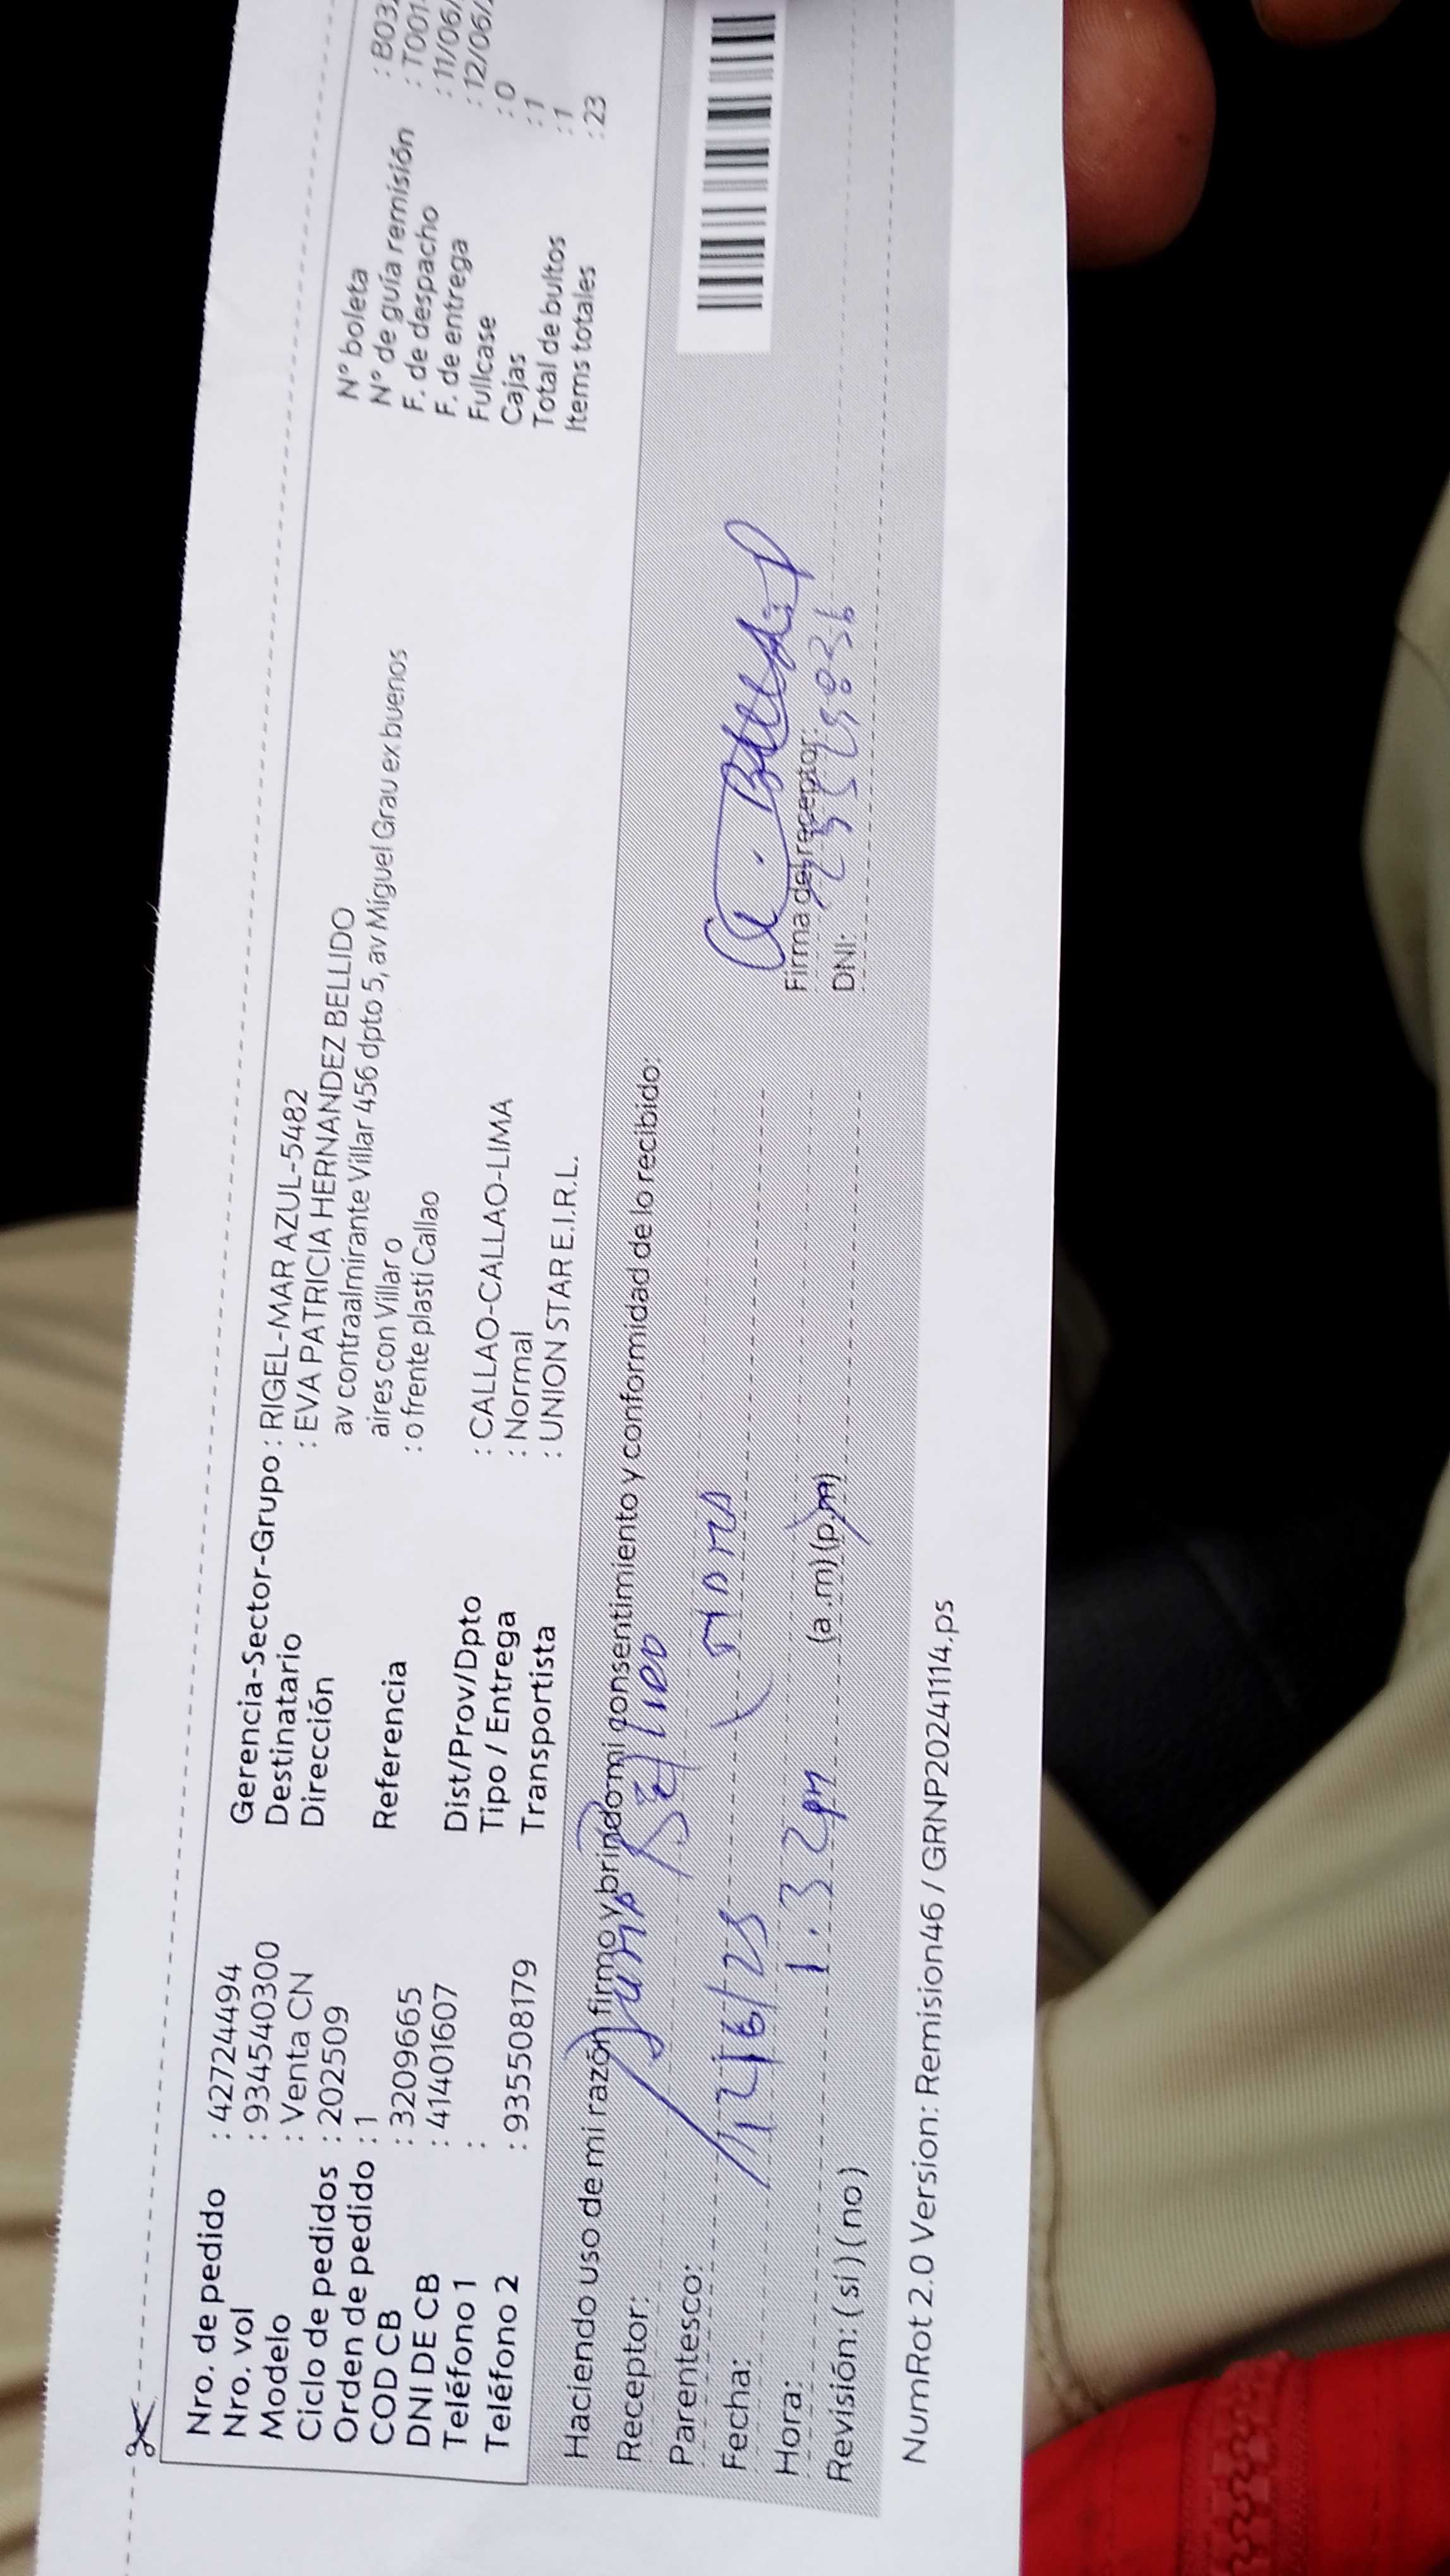 Nro. de pedido : 42724494
Nro. vol : 934540300
Modelo : Venta CN
Ciclo de pedidos : 202509
Orden de pedido : 1
COD CB : 3209665
DNI DE CB : 41401607
Teléfono 1 :
Teléfono 2 : 935508179
Gerencia-Sector-Grupo : RIGEL-MAR AZUL-5482
Destinatario : EVA PATRICIA HERNANDEZ BELLIDO
Dirección av contraalmirante Villar 456 dpto 5, av Miguel Grau ex buenos
aires con Villar o
Referencia : o frente plasti Callao
Dist/Prov/Dpto : CALLAO-CALLAO-LIMA
Tipo / Entrega : Normal
Transportista : UNION STAR E.I.R.L.
N° boleta : B03
N° de guía remisión : T001-
F. de despacho : 11/06/
F. de entrega : 12/06/
Fullcase : 0
Cajas : 1
Total de bultos : 1
Items totales : 23
Haciendo uso de mi razón firmo y brindo mi consentimiento y conformidad de lo recibido:
Receptor:
Parentesco:
Fecha: 12/6/25
Hora: 1.32 pm (a.m) (p.m)
Revisión: (si) (no)
Firma del receptor:
DNI:
NumRot 2.0 Version: Remision46 / GRNP20241114.ps